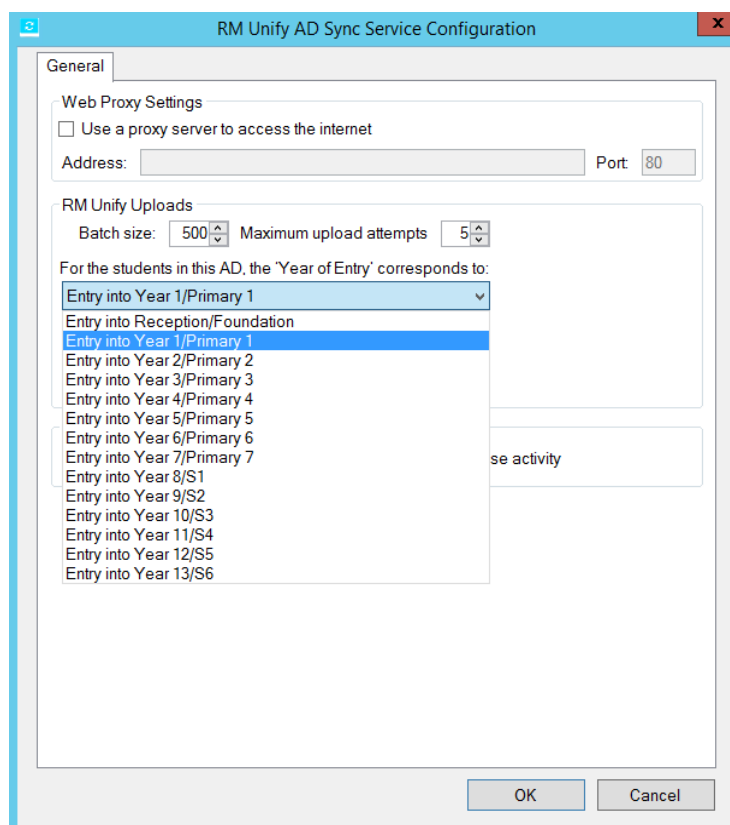 RM Unify AD Sync Service Configuration
x
General
Web Proxy Settings
Use a proxy server to access the internet
Address: Port: 80
RM Unify Uploads
Batch size: 500 Maximum upload attempts 5
For the students in this AD, the 'Year of Entry' corresponds to:
Entry into Year 1/Primary 1
Entry into Reception/Foundation
Entry into Year 1/Primary 1
Entry into Year 2/Primary 2
Entry into Year 3/Primary 3
Entry into Year 4/Primary 4
Entry into Year 5/Primary 5
Entry into Year 6/Primary 6
Entry into Year 7/Primary 7
se activity
Entry into Year 8/S1
Entry into Year 9/S2
Entry into Year 10/S3
Entry into Year 11/S4
Entry into Year 12/S5
Entry into Year 13/S6
OK Cancel